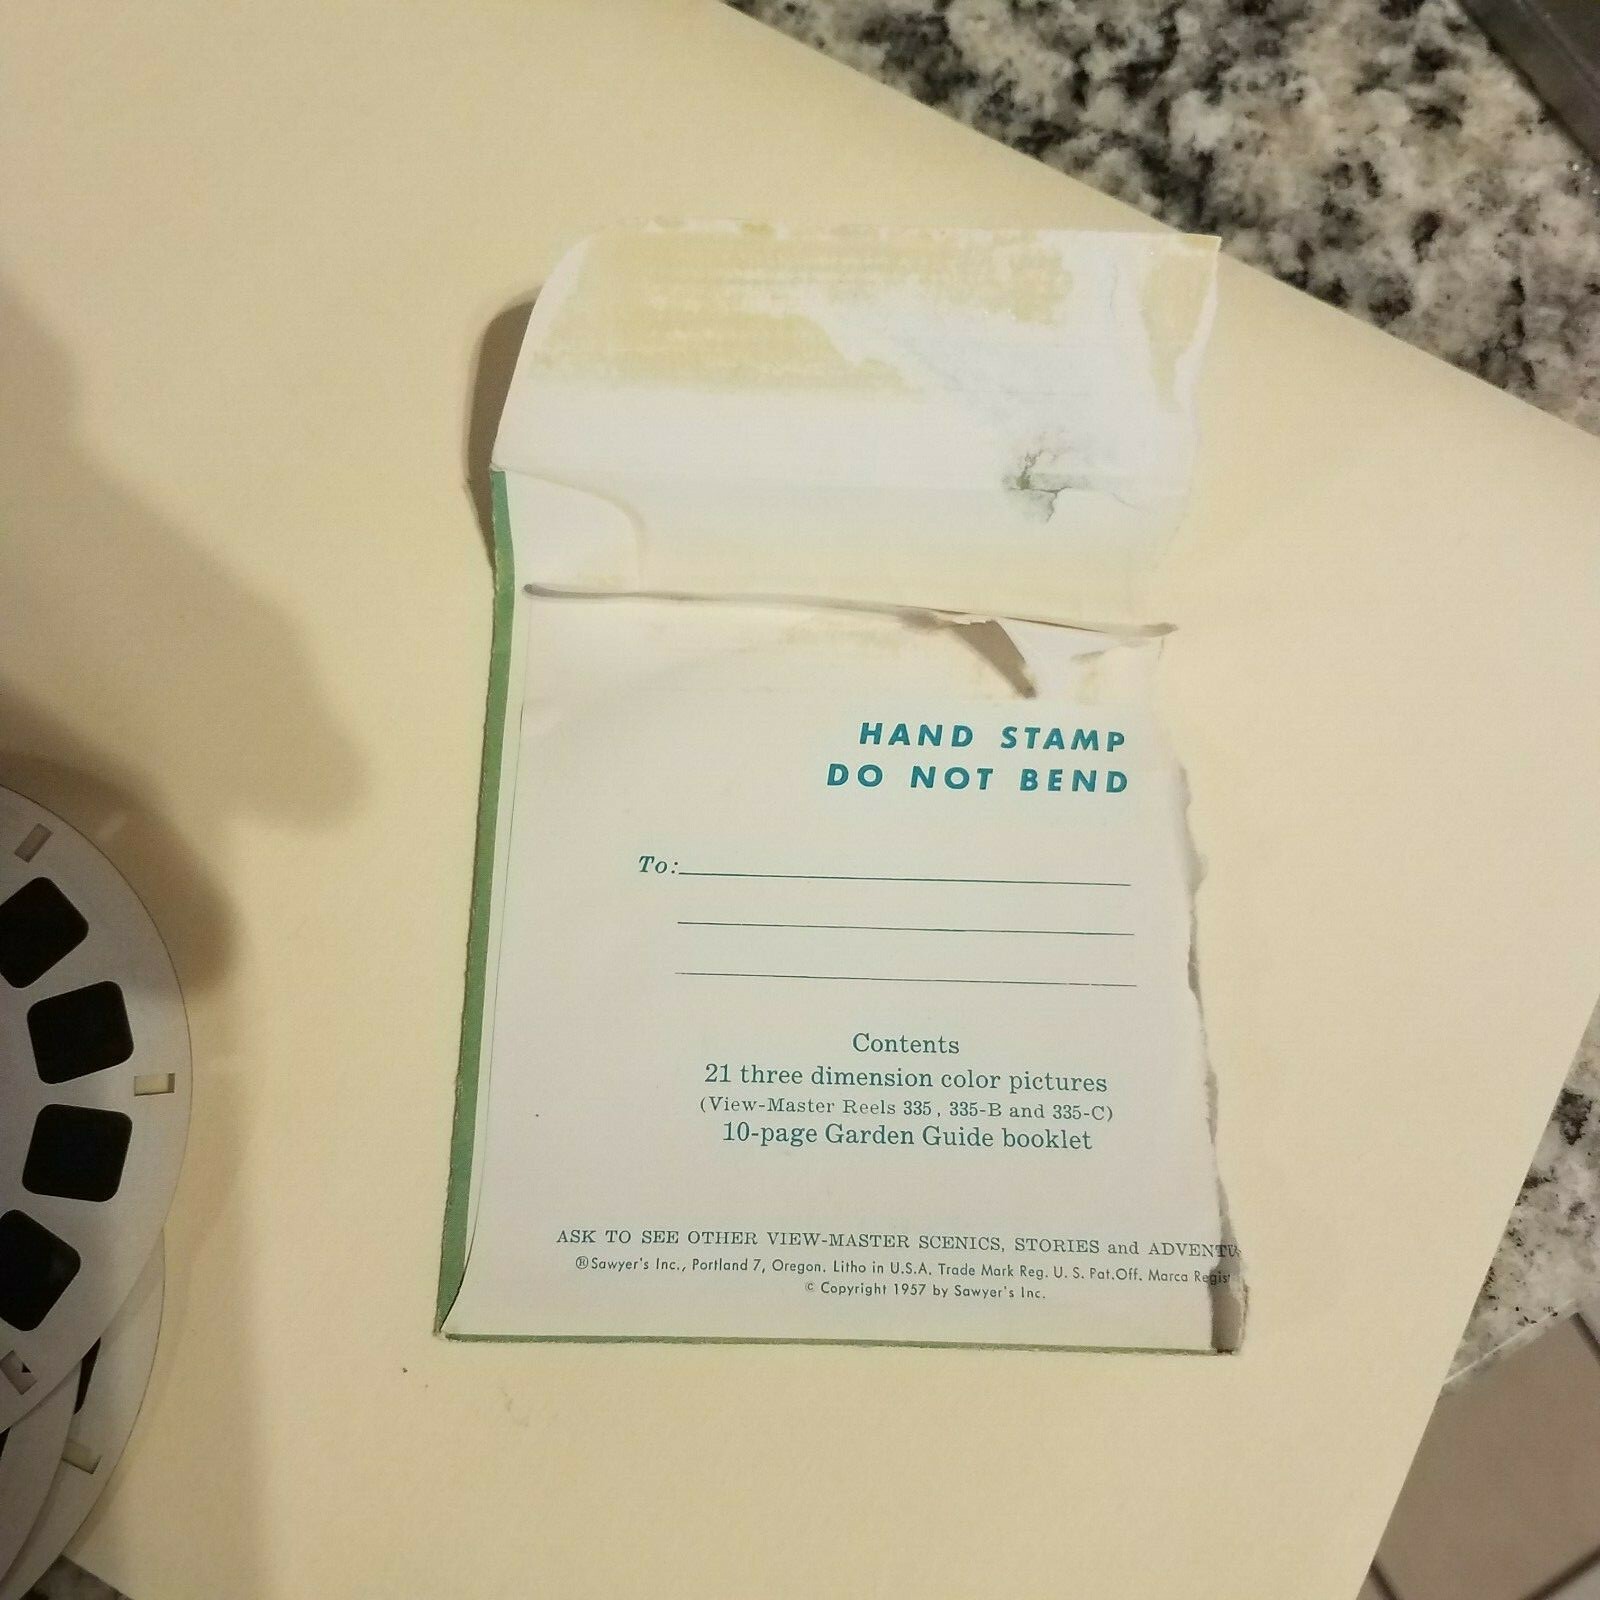 HAND STAMP
DO NOT BEND
To:
Contents
21 three dimension color pictures
(View-Master Reels 335, 335-B and 335-C)
10-page Garden Guide booklet
ASK TO SEE OTHER VIEW-MASTER SCENICS, STORIES and ADVENTU
®Sawyer's Inc., Portland 7, Oregon. Litho in U.S.A. Trade Mark Reg. U. S. Pat.Off. Marca Regist
© Copyright 1957 by Sawyer's Inc.